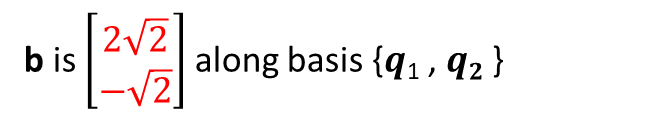 b is [2√2 −√2] along basis {q₁ , q₂ }